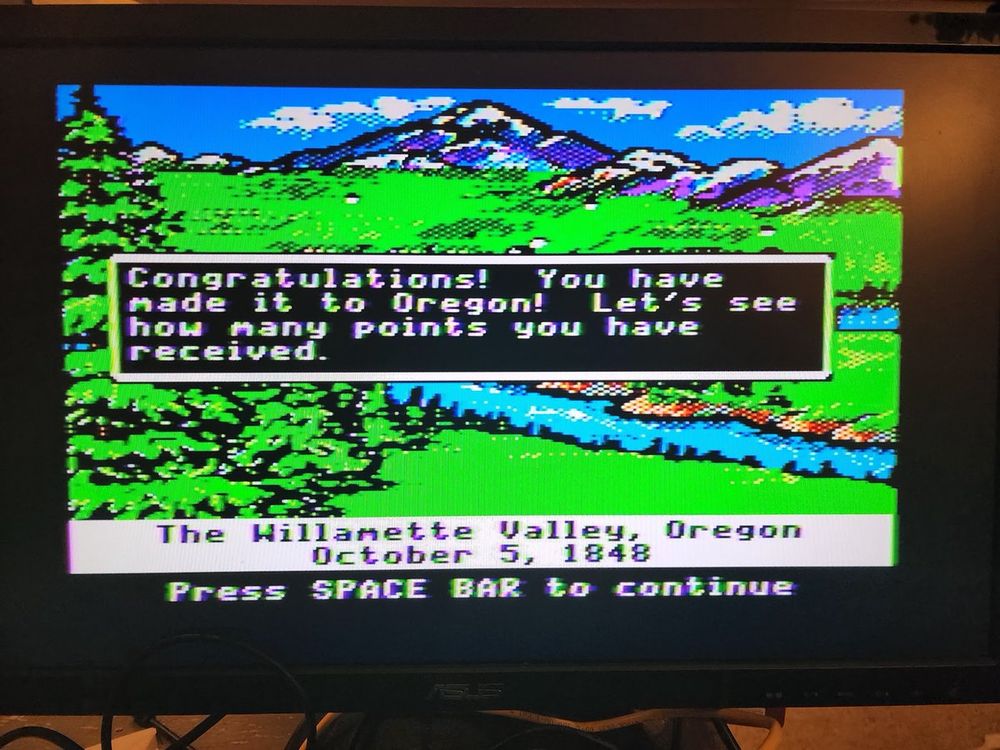 Congratulations! You have
made it to Oregon! Let's see
how many points you have
received.
The Willamette Valley, Oregon
October 5, 1848
Press SPACE BAR to continue
ASUS